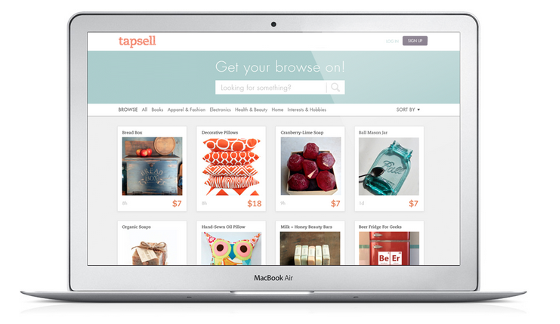 tapsell
SIGN UP
Get your browse on!
Looking for something?
BROWSE All Books Apparel & Fashion Electronics Health & Beauty Home Interests & Hobbies SORT BY
Bread Box Decorative Pillows Cranberry-Lime Soap Ball Mason Jar
$7 $18 $7 $7
Organic Soaps Hand-Sewn Owl Pillow Milk + Honey Beauty Bars Beer Fridge For Geeks
Be Er
MacBook Air